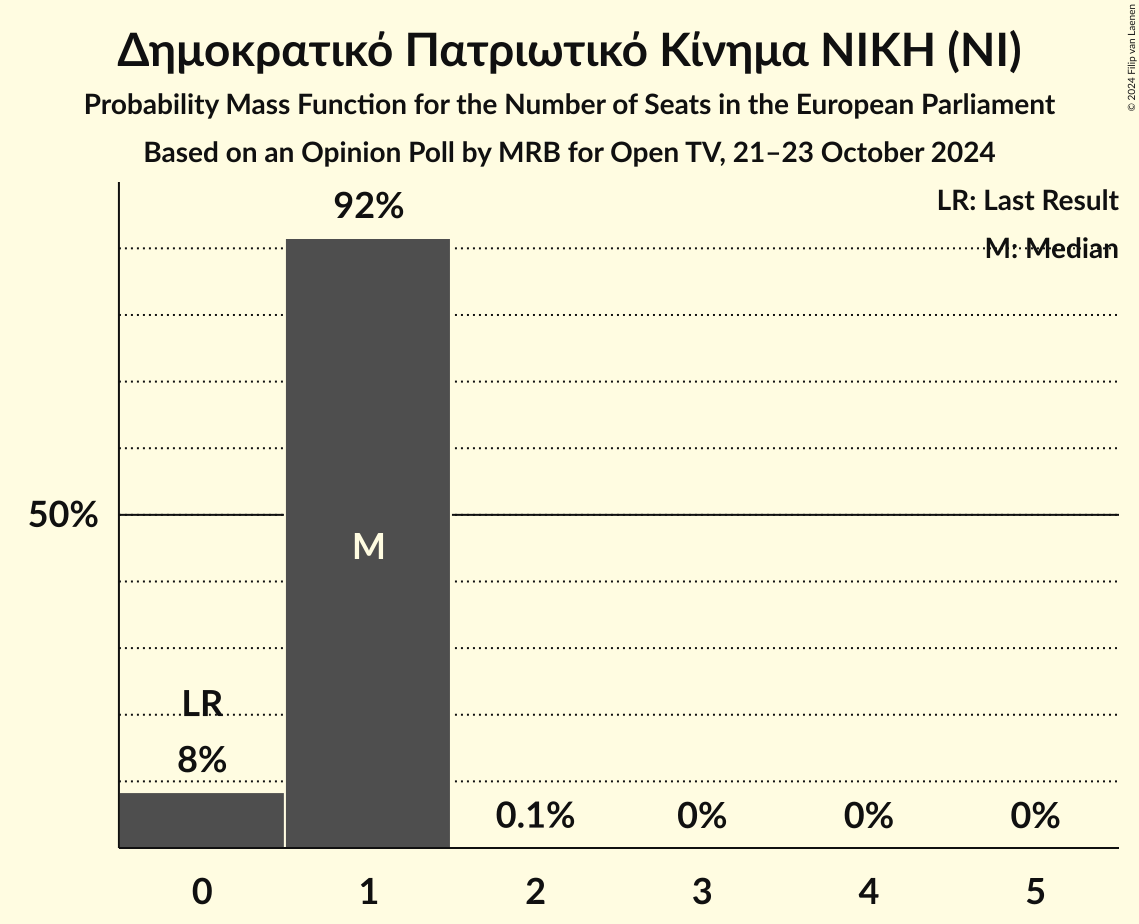 Δημοκρατικό Πατριωτικό Κίνημα ΝΙΚΗ (NI)
Probability Mass Function for the Number of Seats in the European Parliament
Based on an Opinion Poll by MRB for Open TV, 21–23 October 2024
© 2024 Filip van Laenen
LR: Last Result
M: Median
92%
50%
M
LR
8%
0.1%
0%
0%
0%
0
1
2
3
4
5